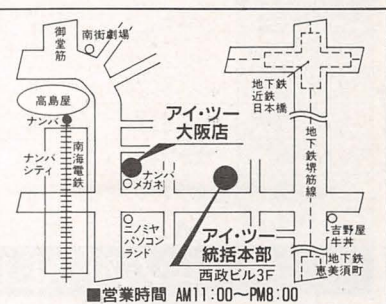 御堂筋
南街劇場
高島屋
ナンバ
ナンバ
シティ
南海電鉄
アイ・ツー
大阪店
ナンバ
メガネ
ニノミヤ
パソコン
ランド
アイ・ツー
統括本部
西政ビル3F
地下鉄
近鉄
日本橋
地下鉄堺筋線
吉野屋
牛丼
地下鉄
恵美須町
■営業時間 AM11:00〜PM8:00